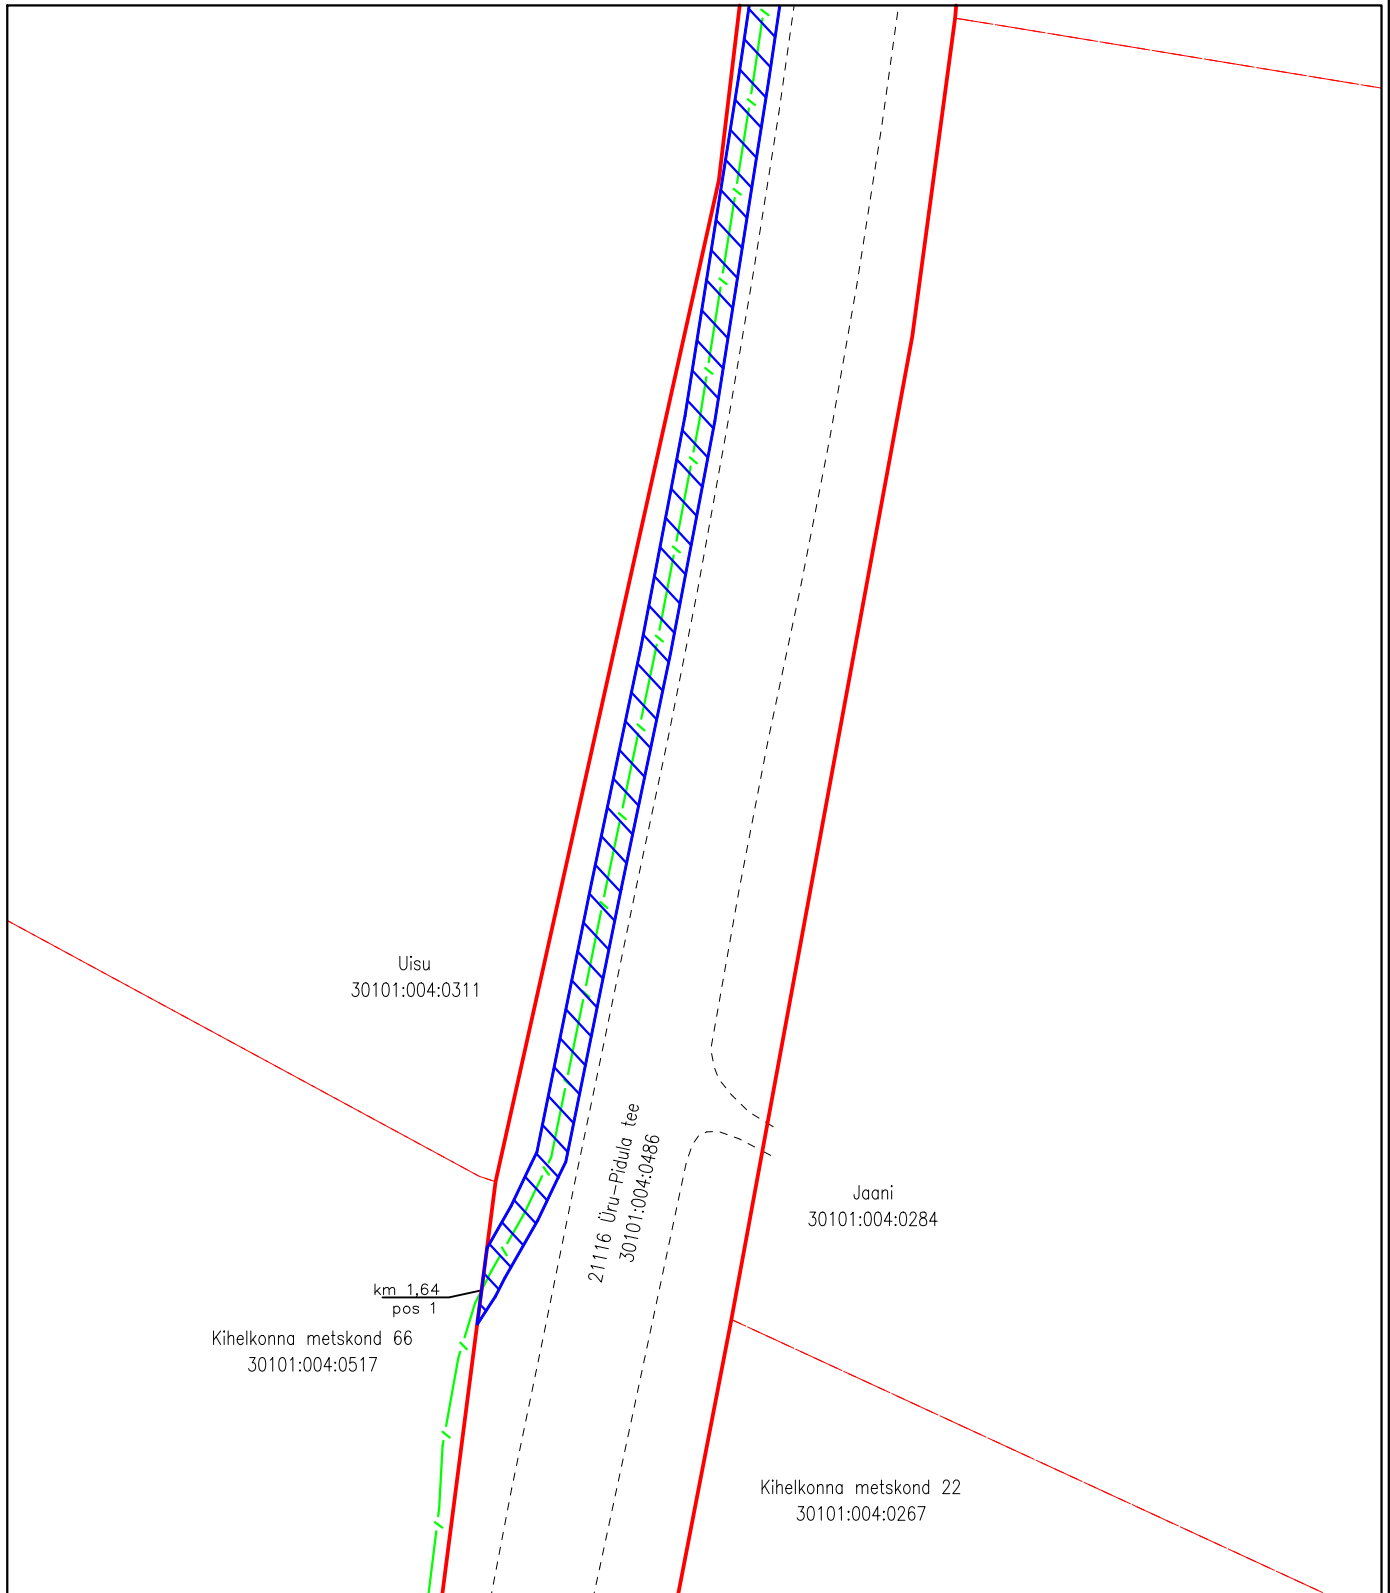 Uisu
30101:004:0311
21116 Üru-Pidula tee
30101:004:0486
Jaani
30101:004:0284
km 1,64
pos 1
Kihelkonna metskond 66
30101:004:0517
Kihelkonna metskond 22
30101:004:0267